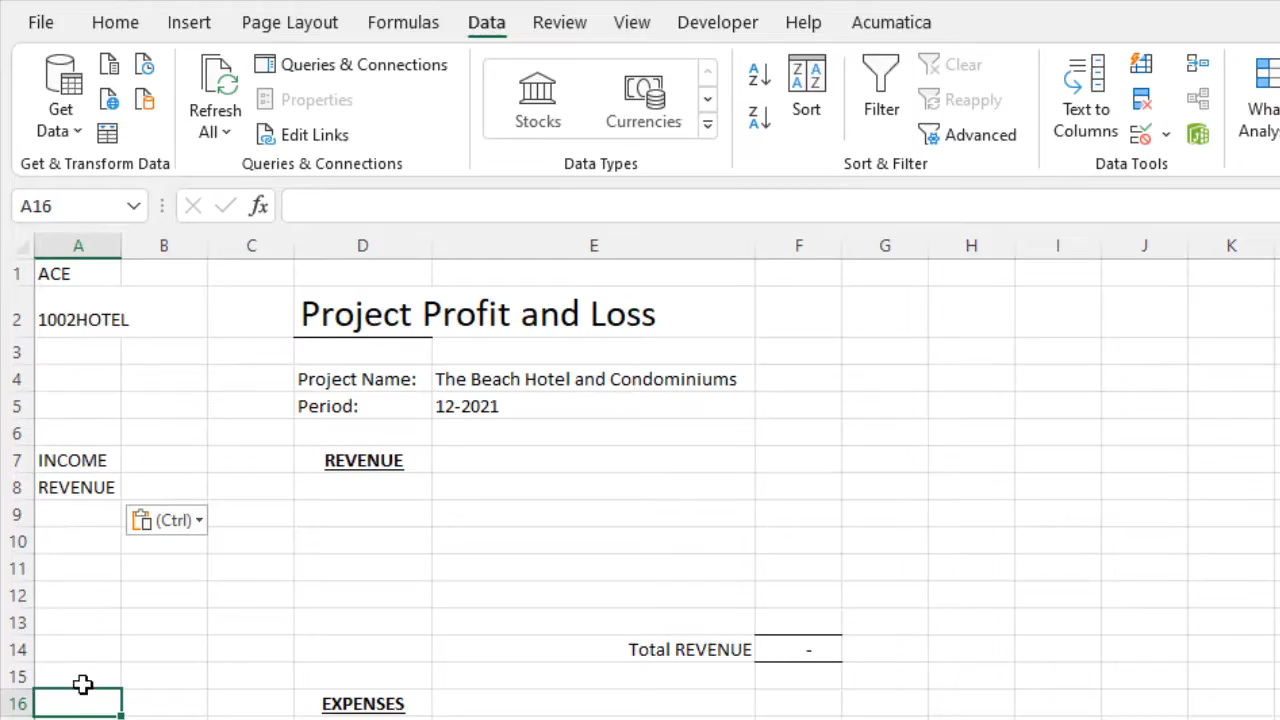 File Home Insert Page Layout Formulas Data Review View Developer Help Acumatica
Get Data
Refresh All
Queries & Connections
Properties
Edit Links
Stocks
Currencies
A Z
Z A
Z A A Z
Sort
Filter
Clear
Reapply
Advanced
Text to Columns
Get & Transform Data Queries & Connections Data Types Sort & Filter Data Tools
A16 fx
A B C D E F G H I J K
1 ACE
2 1002HOTEL Project Profit and Loss
3
4 Project Name: The Beach Hotel and Condominiums
5 Period: 12-2021
6
7 INCOME REVENUE
8 REVENUE
9 (Ctrl)
10
11
12
13
14 Total REVENUE -
15
16 EXPENSES